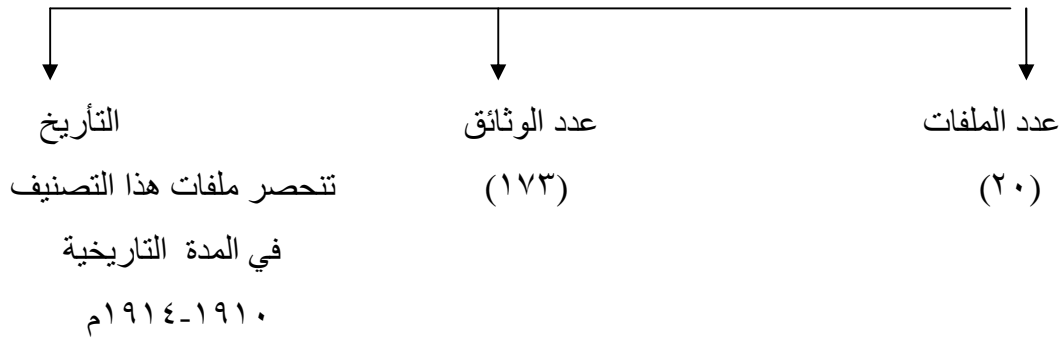 عدد الملفات
(٢٠)
عدد الوثائق
(١٧٣)
التأريخ
تنحصر ملفات هذا التصنيف
في المدة التاريخية
١٩١٠-١٩١٤م